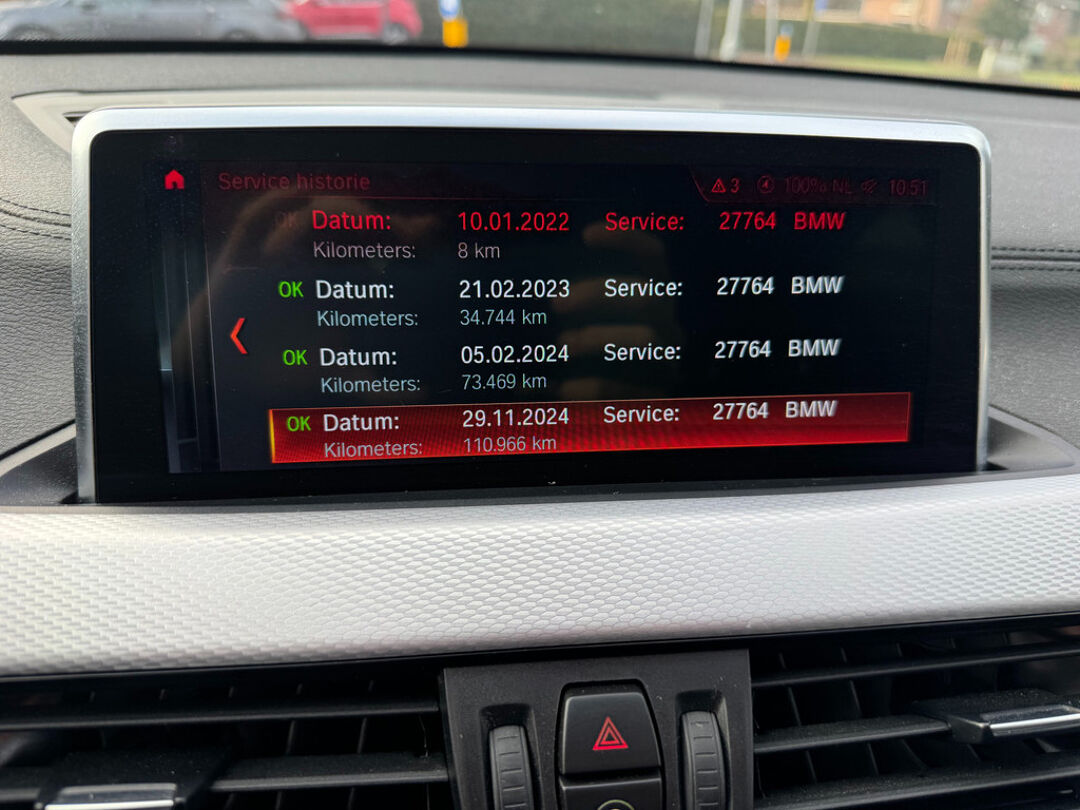 Service historie 3 100% NL 10:51
OK Datum: 10.01.2022 Service: 27764 BMW
Kilometers: 8 km
OK Datum: 21.02.2023 Service: 27764 BMW
Kilometers: 34.744 km
OK Datum: 05.02.2024 Service: 27764 BMW
Kilometers: 73.469 km
OK Datum: 29.11.2024 Service: 27764 BMW
Kilometers: 110.966 km